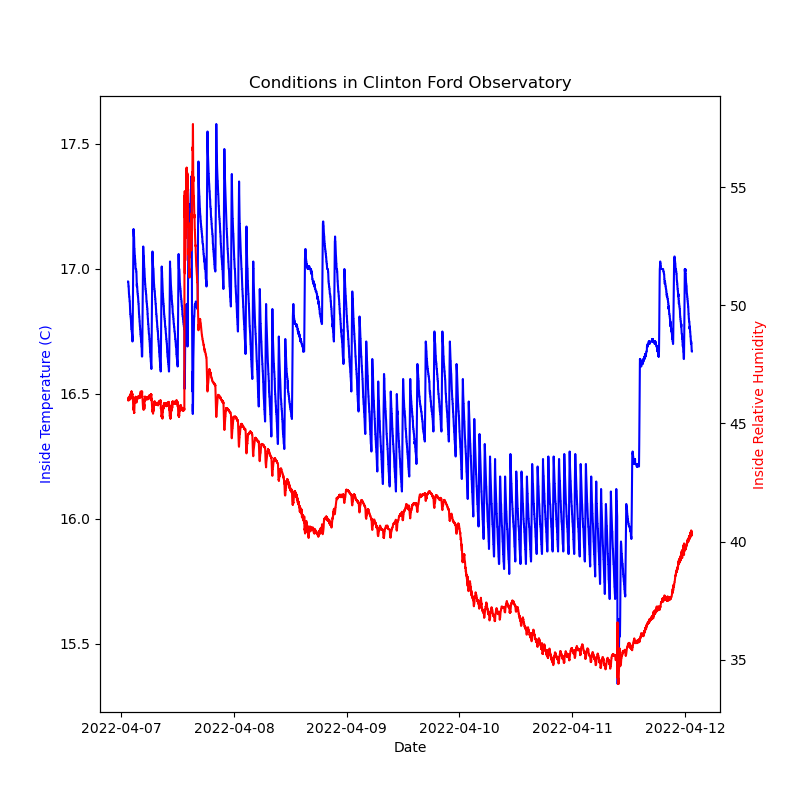 Conditions in Clinton Ford Observatory
17.5
17.0
16.5
16.0
15.5
Inside Temperature (C)
55
50
45
40
35
Inside Relative Humidity
2022-04-07 2022-04-08 2022-04-09 2022-04-10 2022-04-11 2022-04-12
Date